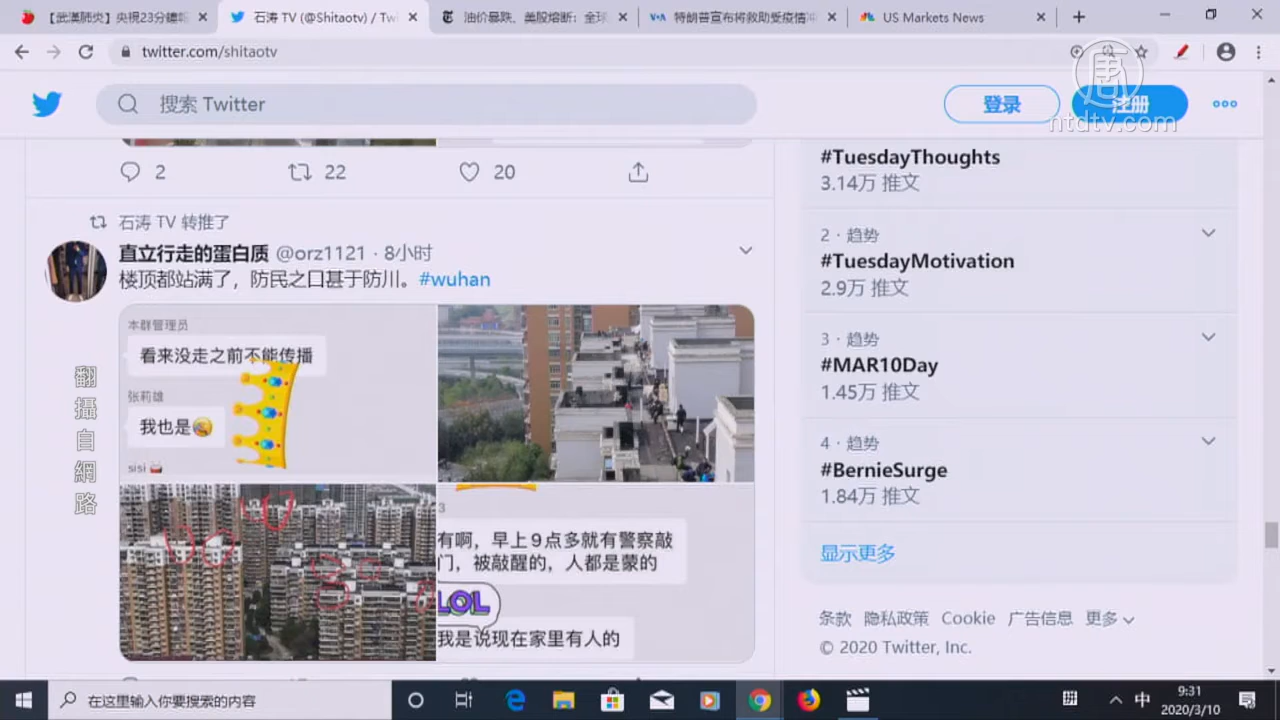 【武漢肺炎】央視23分鐘報
石涛 TV (@Shitaotv) / Twi
油价暴跌、美股熔断：全球
VOA 特朗普宣布将救助受疫情冲
US Markets News
twitter.com/shitaotv
ntdtv.com
搜索 Twitter
登录
注册
2
22
20
石涛 TV 转推了
直立行走的蛋白质 @orz1121 · 8小时
楼顶都站满了，防民之口甚于防川。#wuhan
本群管理员
看来没走之前不能传播
张莉雄
我也是
sisi
3
有啊，早上9点多就有警察敲
门，被敲醒的，人都是蒙的
LOL
我是说现在家里有人的
翻攝自網路
#TuesdayThoughts
3.14万 推文
2 · 趋势
#TuesdayMotivation
2.9万 推文
3 · 趋势
#MAR10Day
1.45万 推文
4 · 趋势
#BernieSurge
1.84万 推文
显示更多
条款 隐私政策 Cookie 广告信息 更多
© 2020 Twitter, Inc.
在这里输入你要搜索的内容
中
9:31
2020/3/10